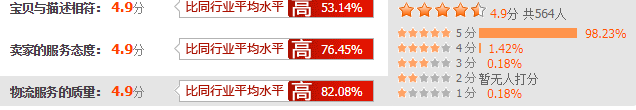 宝贝与描述相符： 4.9分 比同行业平均水平 高 53.14%
卖家的服务态度： 4.9分 比同行业平均水平 高 76.45%
物流服务的质量： 4.9分 比同行业平均水平 高 82.08%
4.9分 共564人
5 分 98.23%
4 分 1.42%
3 分 0.18%
2 分 暂无人打分
1 分 0.18%